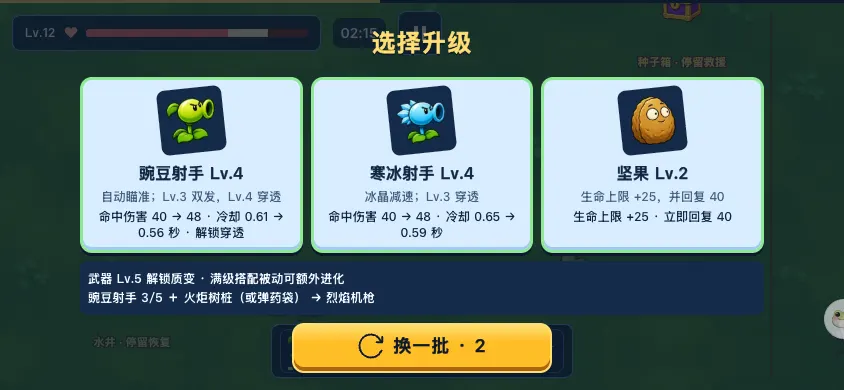 Lv.12
02:15
选择升级
种子箱 · 停留救援
豌豆射手 Lv.4
自动瞄准；Lv.3 双发，Lv.4 穿透
命中伤害 40 → 48 · 冷却 0.61 →
0.56 秒 · 解锁穿透
寒冰射手 Lv.4
冰晶减速；Lv.3 穿透
命中伤害 40 → 48 · 冷却 0.65 →
0.59 秒
坚果 Lv.2
生命上限 +25，并回复 40
生命上限 +25 · 立即回复 40
武器 Lv.5 解锁质变 · 满级搭配被动可额外进化
豌豆射手 3/5 + 火炬树桩（或弹药袋） → 烈焰机枪
水井 · 停留恢复
换一批 · 2